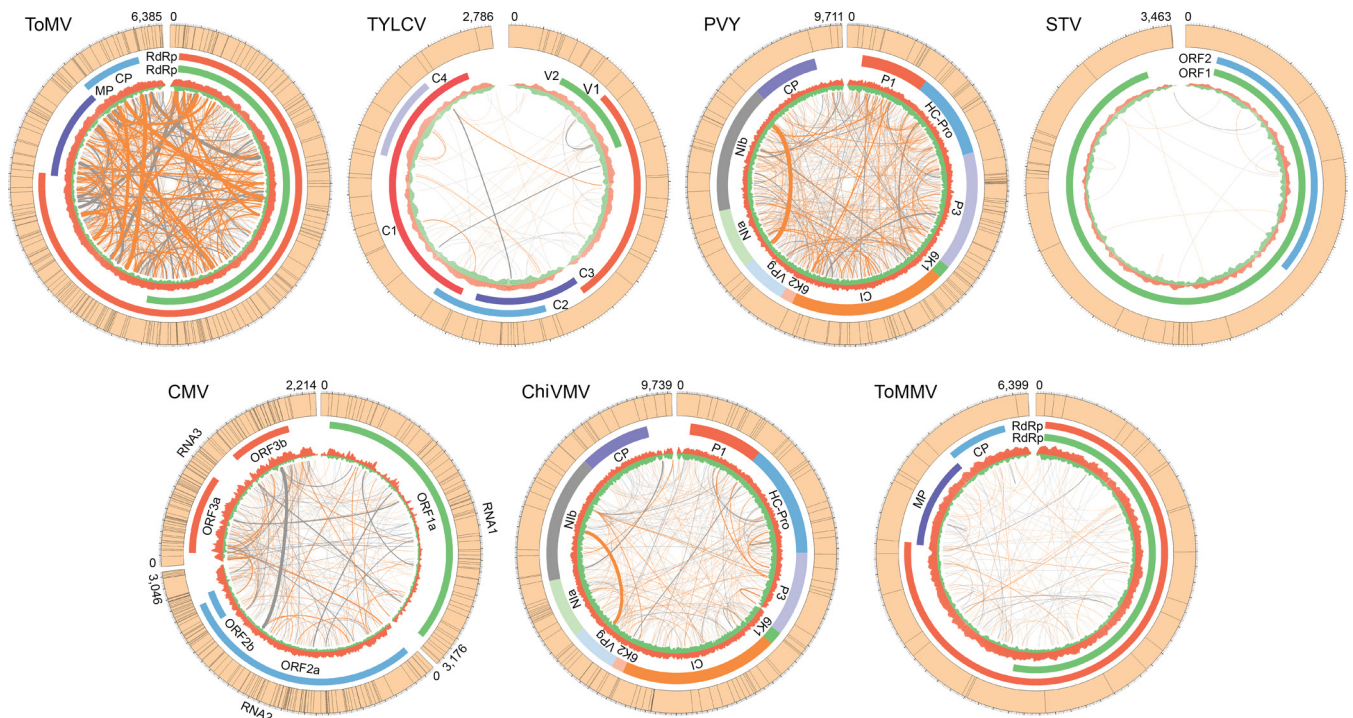 ToMV
6,385 0
RdRp
RdRp
CP
MP
TYLCV
2,786 0
C4
V2
V1
C1
C3
C2
PVY
9,711 0
CP
P1
HC-Pro
NIb
P3
NIa
6K1
VPg
6K2
CI
STV
3,463 0
ORF2
ORF1
CMV
2,214 0
RNA3
ORF3b
ORF3a
ORF1a
RNA1
0
3,046
ORF2b
ORF2a
3,176
0
RNA2
ChiVMV
9,739 0
CP
P1
HC-Pro
NIb
P3
NIa
6K1
VPg
6K2
CI
ToMMV
6,399 0
RdRp
RdRp
CP
MP